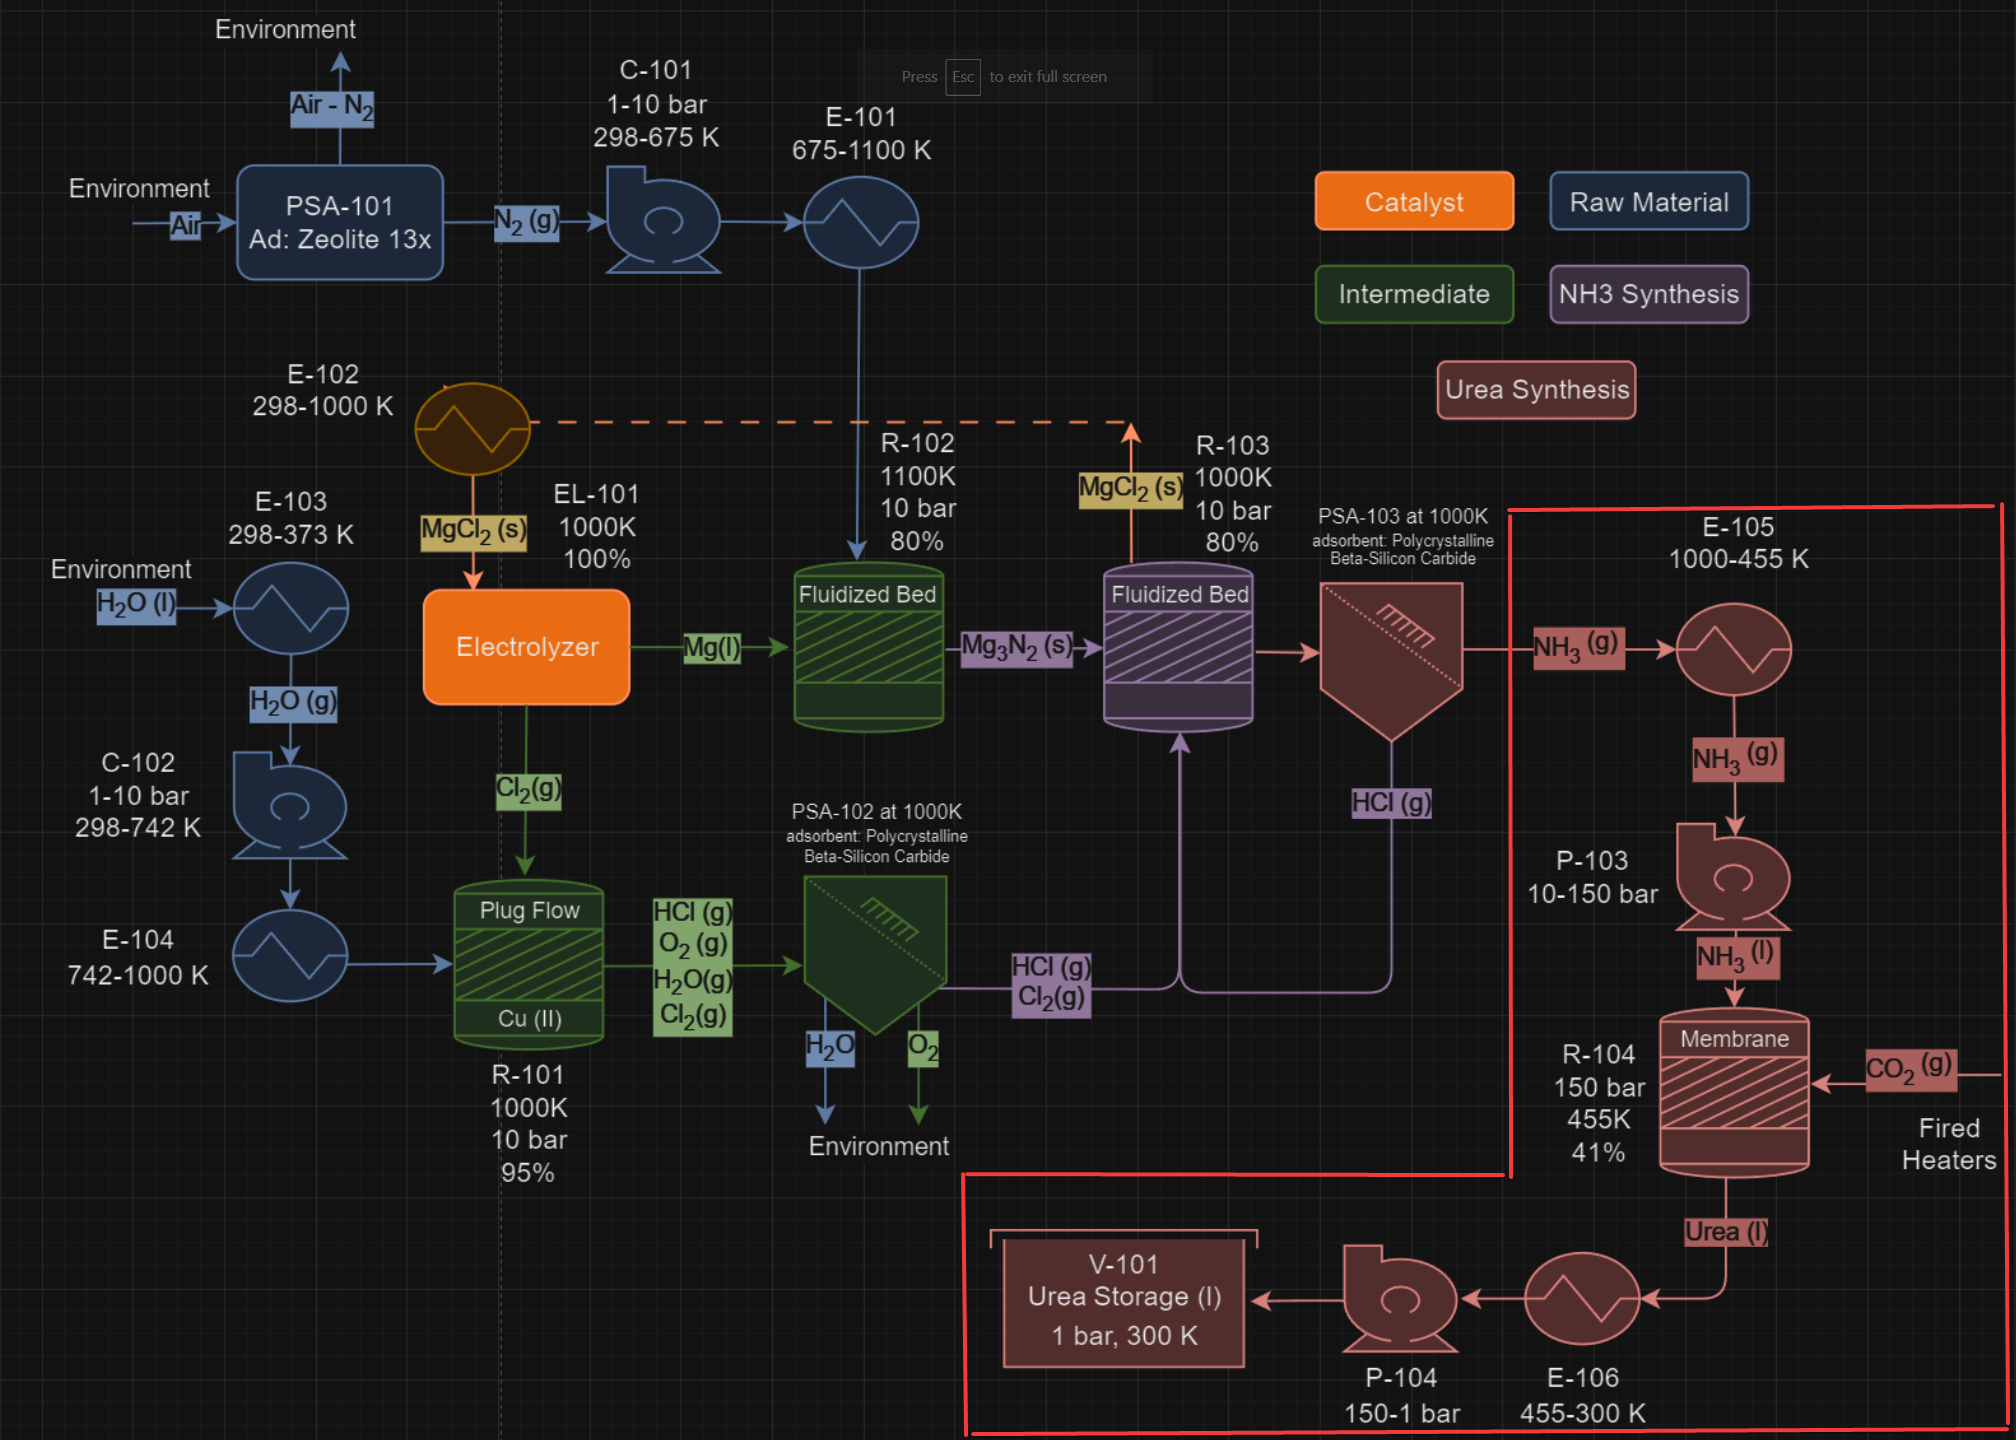 Environment
Air - N2
Environment
Air
PSA-101
Ad: Zeolite 13x
N2 (g)
C-101
1-10 bar
298-675 K
Press Esc to exit full screen
E-101
675-1100 K
Catalyst
Raw Material
Intermediate
NH3 Synthesis
Urea Synthesis
E-102
298-1000 K
MgCl2 (s)
EL-101
1000K
100%
E-103
298-373 K
Environment
H2O (l)
H2O (g)
C-102
1-10 bar
298-742 K
E-104
742-1000 K
Electrolyzer
Mg(l)
Cl2(g)
R-102
1100K
10 bar
80%
Fluidized Bed
Mg3N2 (s)
MgCl2 (s)
R-103
1000K
10 bar
80%
Fluidized Bed
PSA-103 at 1000K
adsorbent: Polycrystalline
Beta-Silicon Carbide
HCl (g)
Plug Flow
Cu (II)
R-101
1000K
10 bar
95%
HCl (g)
O2 (g)
H2O(g)
Cl2(g)
PSA-102 at 1000K
adsorbent: Polycrystalline
Beta-Silicon Carbide
H2O
O2
Environment
HCl (g)
Cl2(g)
NH3 (g)
E-105
1000-455 K
NH3 (g)
P-103
10-150 bar
NH3 (l)
Membrane
R-104
150 bar
455K
41%
CO2 (g)
Fired
Heaters
Urea (l)
E-106
455-300 K
P-104
150-1 bar
V-101
Urea Storage (l)
1 bar, 300 K